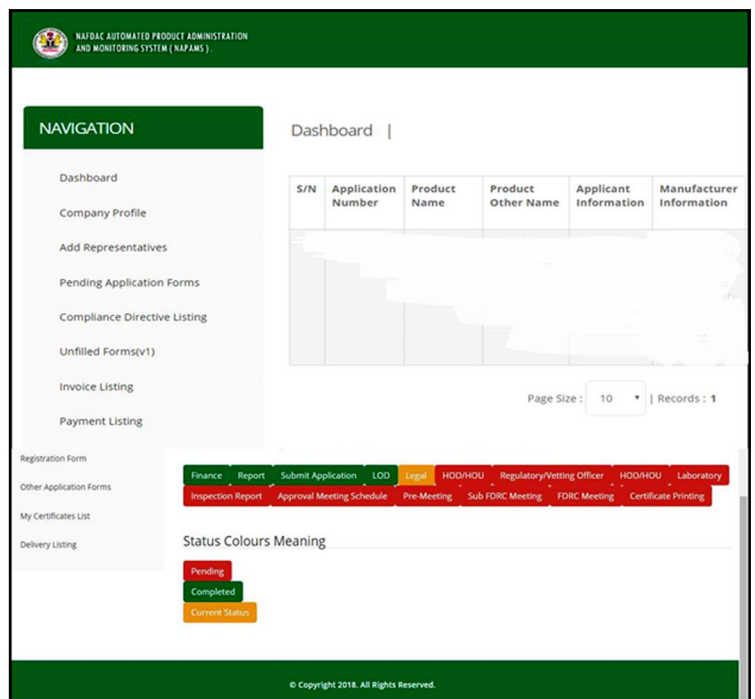 NAFDAC AUTOMATED PRODUCT ADMINISTRATION
AND MONITORING SYSTEM ( NAPAMS ) .
NAVIGATION
Dashboard
Company Profile
Add Representatives
Pending Application Forms
Compliance Directive Listing
Unfilled Forms(v1)
Invoice Listing
Payment Listing
Registration Form
Other Application Forms
My Certificates List
Delivery Listing
Dashboard |
S/N Application Number Product Name Product Other Name Applicant Information Manufacturer Information
Page Size : 10 | Records : 1
Finance Report Submit Application LOD Legal HOD/HOU Regulatory/Vetting Officer HOD/HOU Laboratory
Inspection Report Approval Meeting Schedule Pre-Meeting Sub FDRC Meeting FDRC Meeting Certificate Printing
Status Colours Meaning
Pending
Completed
Current Status
© Copyright 2018. All Rights Reserved.